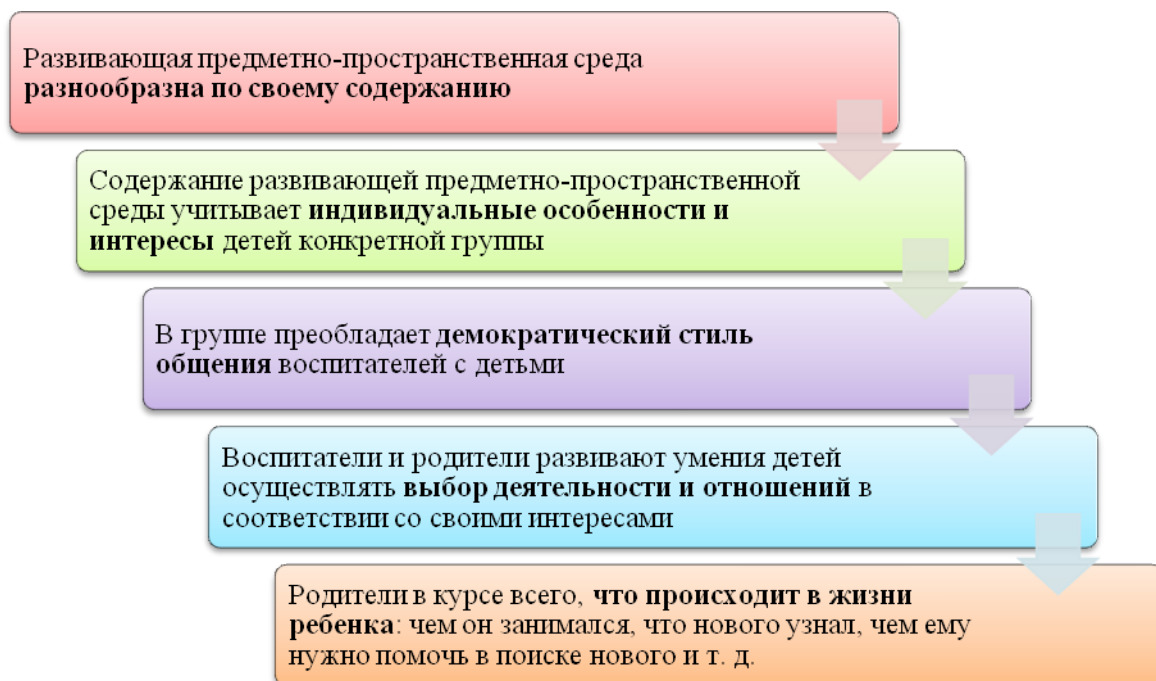 Развивающая предметно-пространственная среда
разнообразна по своему содержанию
Содержание развивающей предметно-пространственной
среды учитывает индивидуальные особенности и
интересы детей конкретной группы
В группе преобладает демократический стиль
общения воспитателей с детьми
Воспитатели и родители развивают умения детей
осуществлять выбор деятельности и отношений в
соответствии со своими интересами
Родители в курсе всего, что происходит в жизни
ребенка: чем он занимался, что нового узнал, чем ему
нужно помочь в поиске нового и т. д.